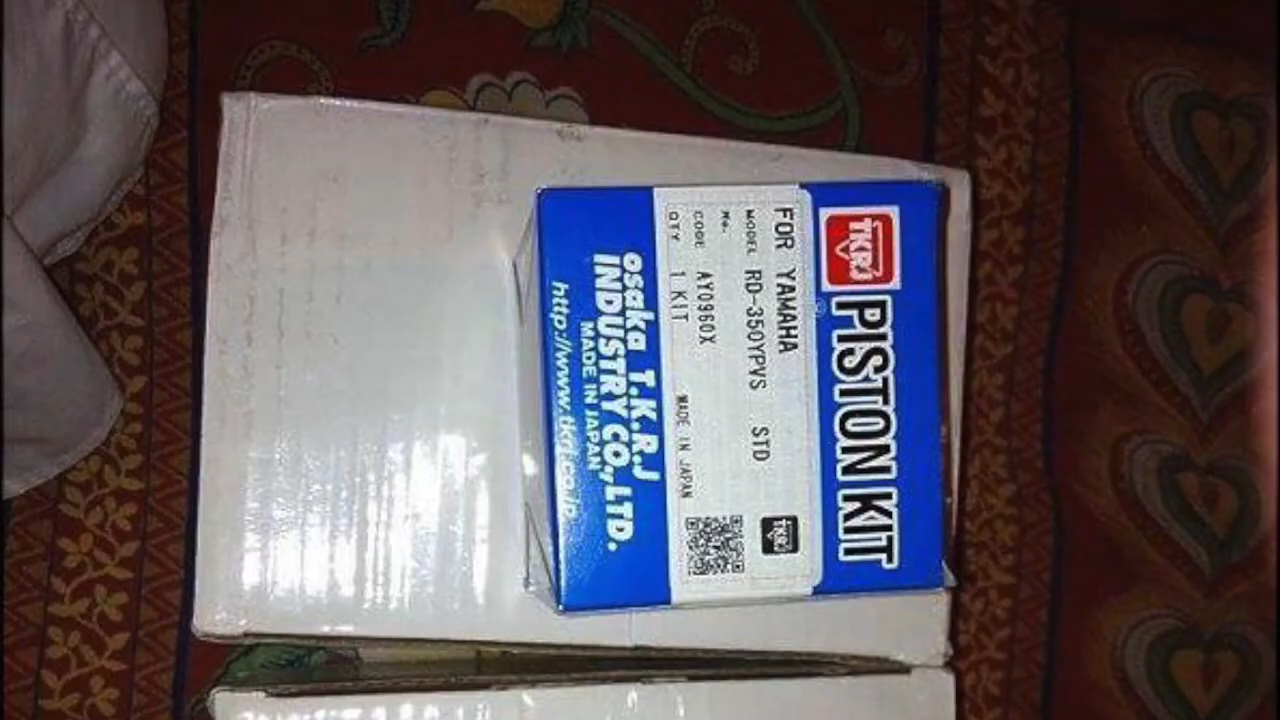 TKRJ PISTON KIT
FOR YAMAHA
MODEL RD-350YPVS STD
No.
CODE AY0960X
QTY 1 KIT
MADE IN JAPAN
TKRJ
osaka T.K.R.J
INDUSTRY CO., LTD.
MADE IN JAPAN
http://www.tkrj.co.jp